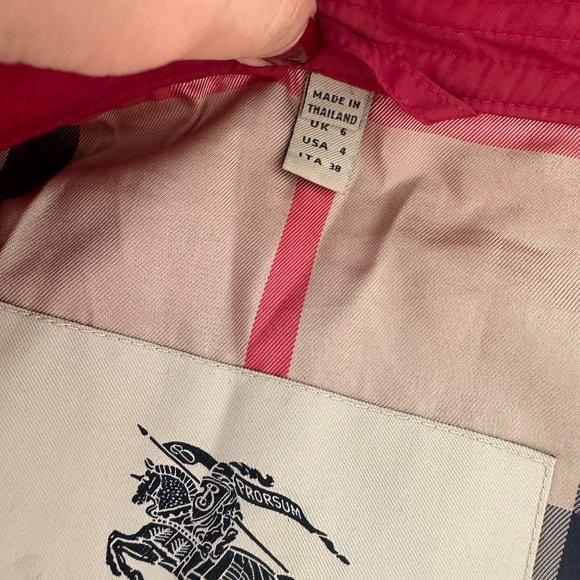 MADE IN
THAILAND
UK 6
USA 4
ITA 38
PRORSUM